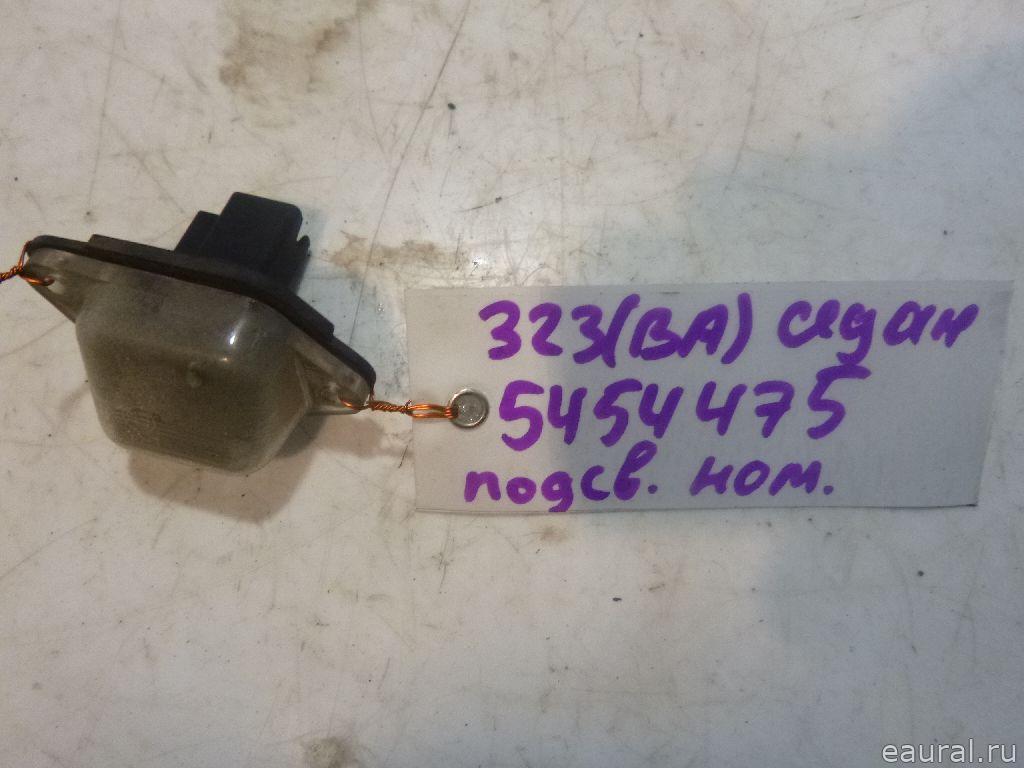 323(BA) седан
5454475
подсв. ном.
eaural.ru